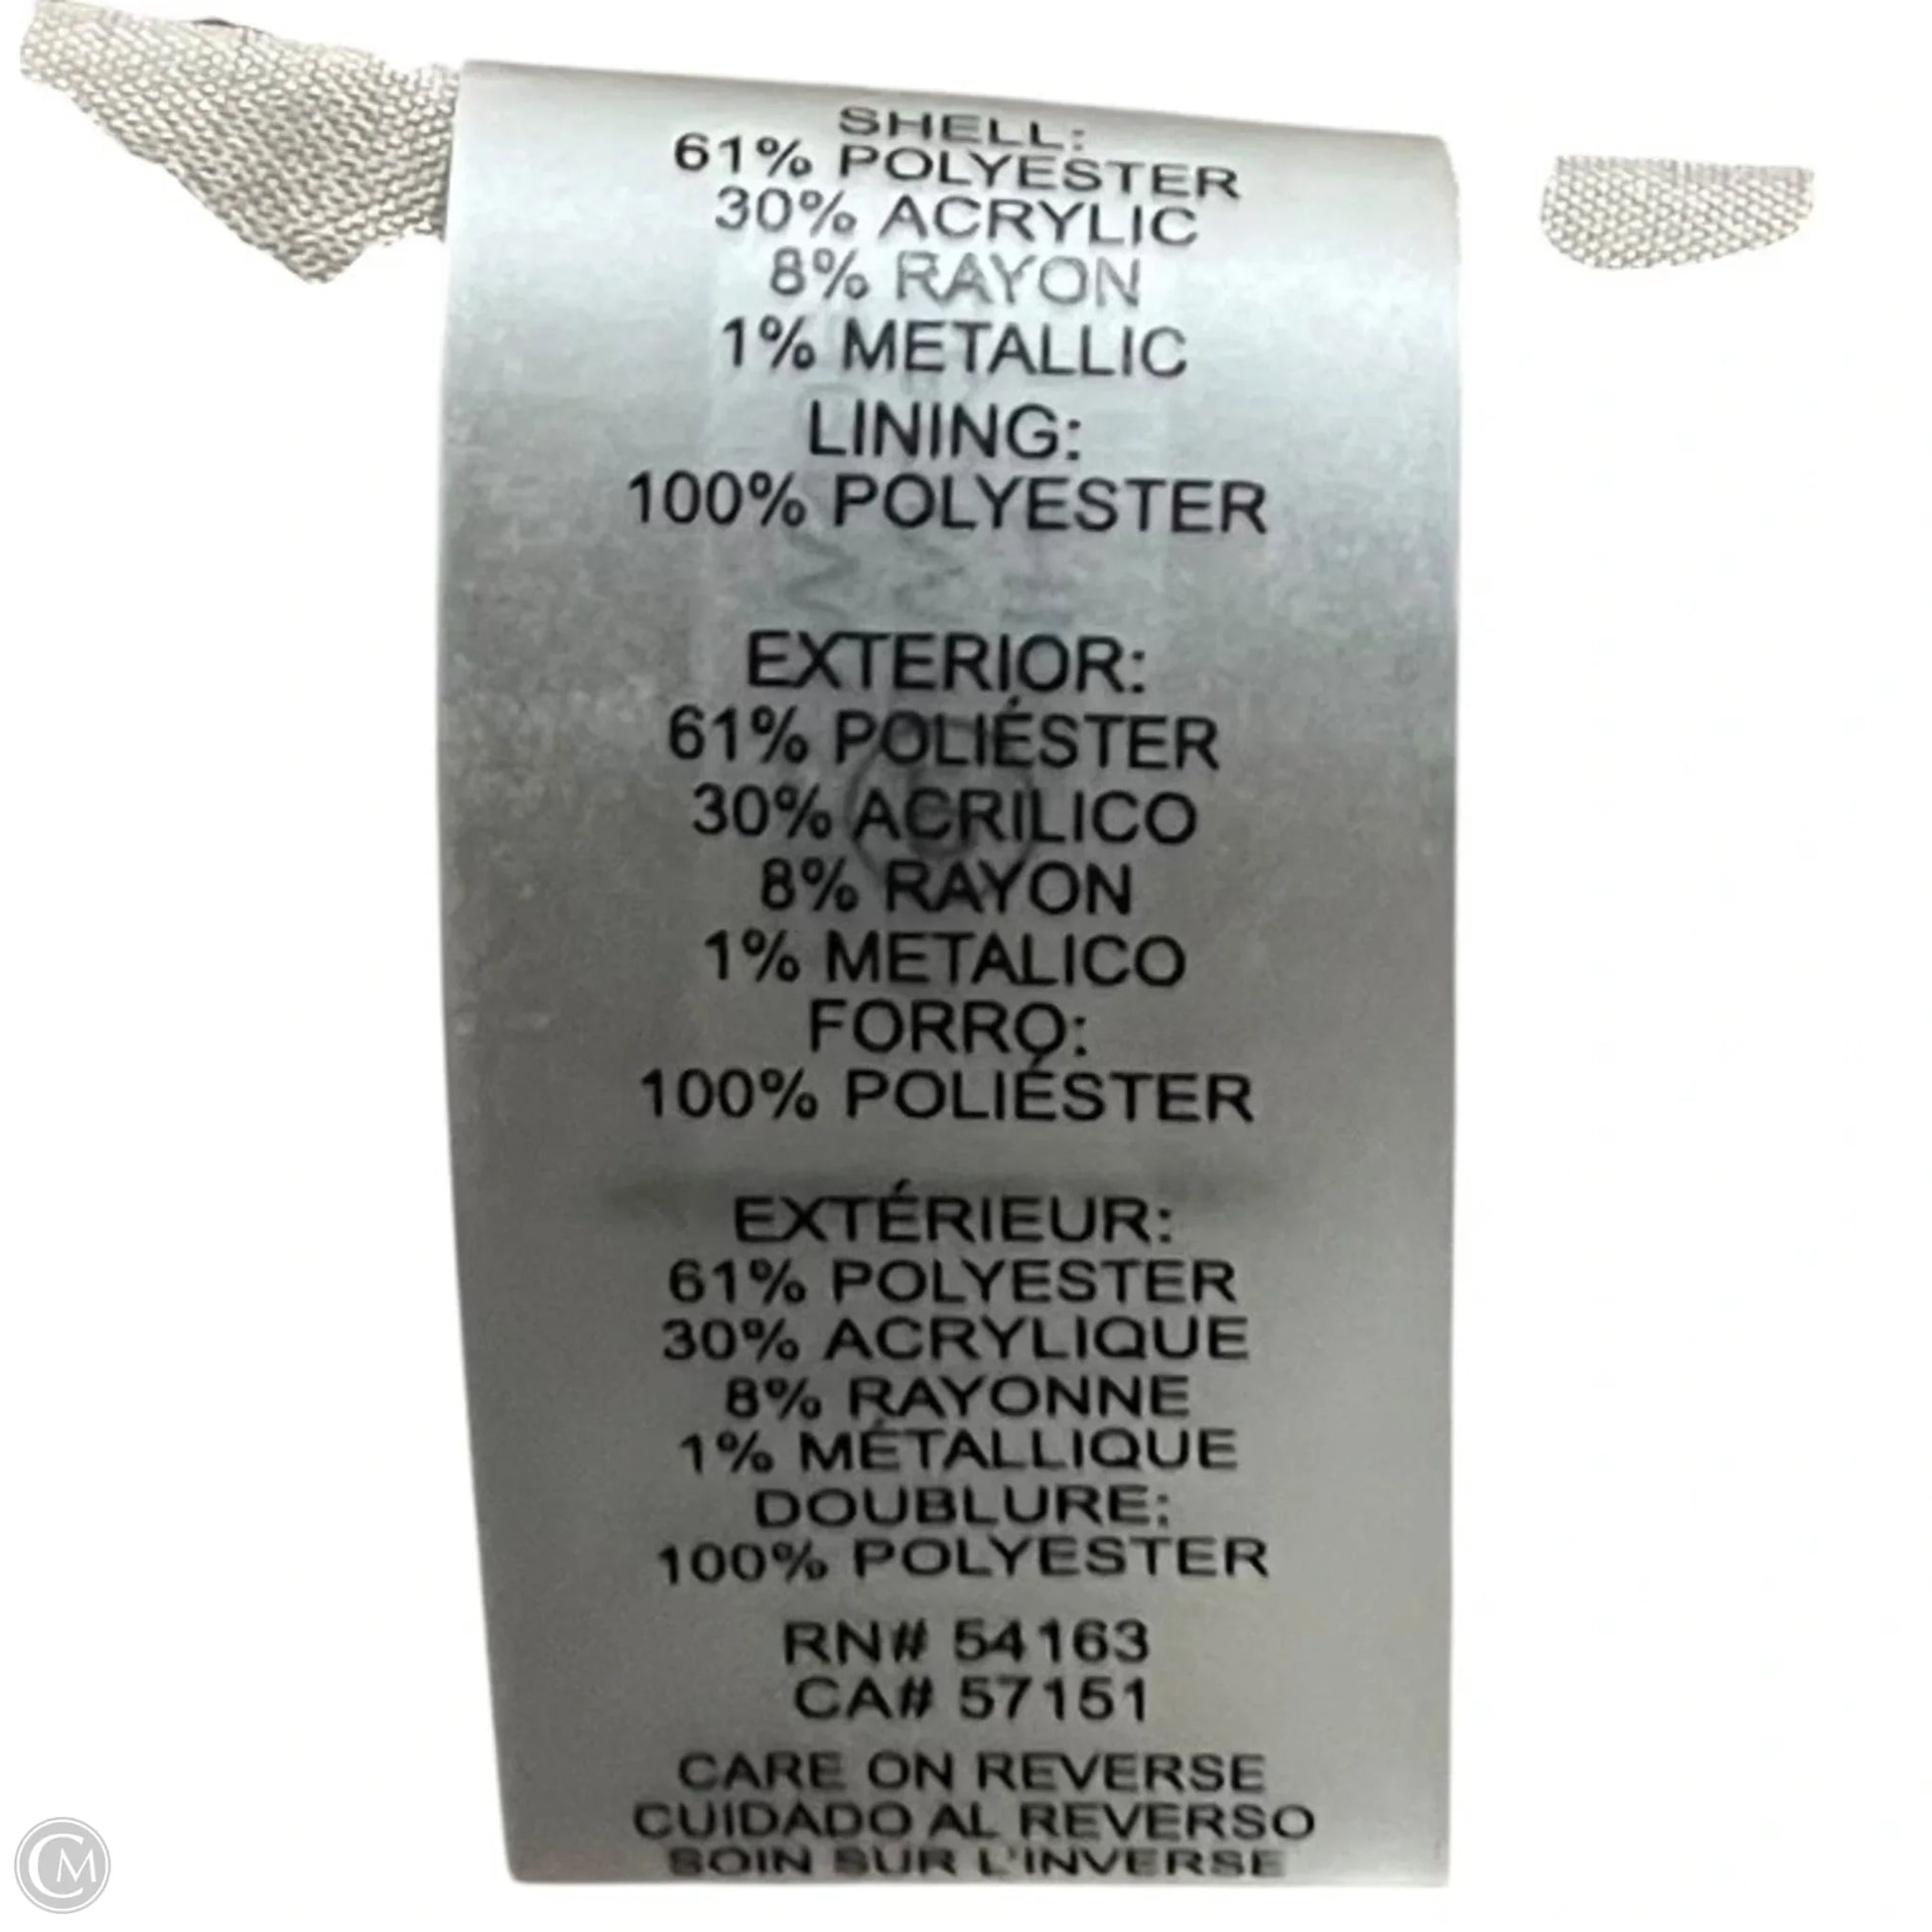 SHELL:
61% POLYESTER
30% ACRYLIC
8% RAYON
1% METALLIC
LINING:
100% POLYESTER
EXTERIOR:
61% POLIÉSTER
30% ACRILICO
8% RAYON
1% METALICO
FORRO:
100% POLIÉSTER
EXTÉRIEUR:
61% POLYESTER
30% ACRYLIQUE
8% RAYONNE
1% MÉTALLIQUE
DOUBLURE:
100% POLYESTER
RN# 54163
CA# 57151
CARE ON REVERSE
CUIDADO AL REVERSO
SOIN SUR L'INVERSE
CM